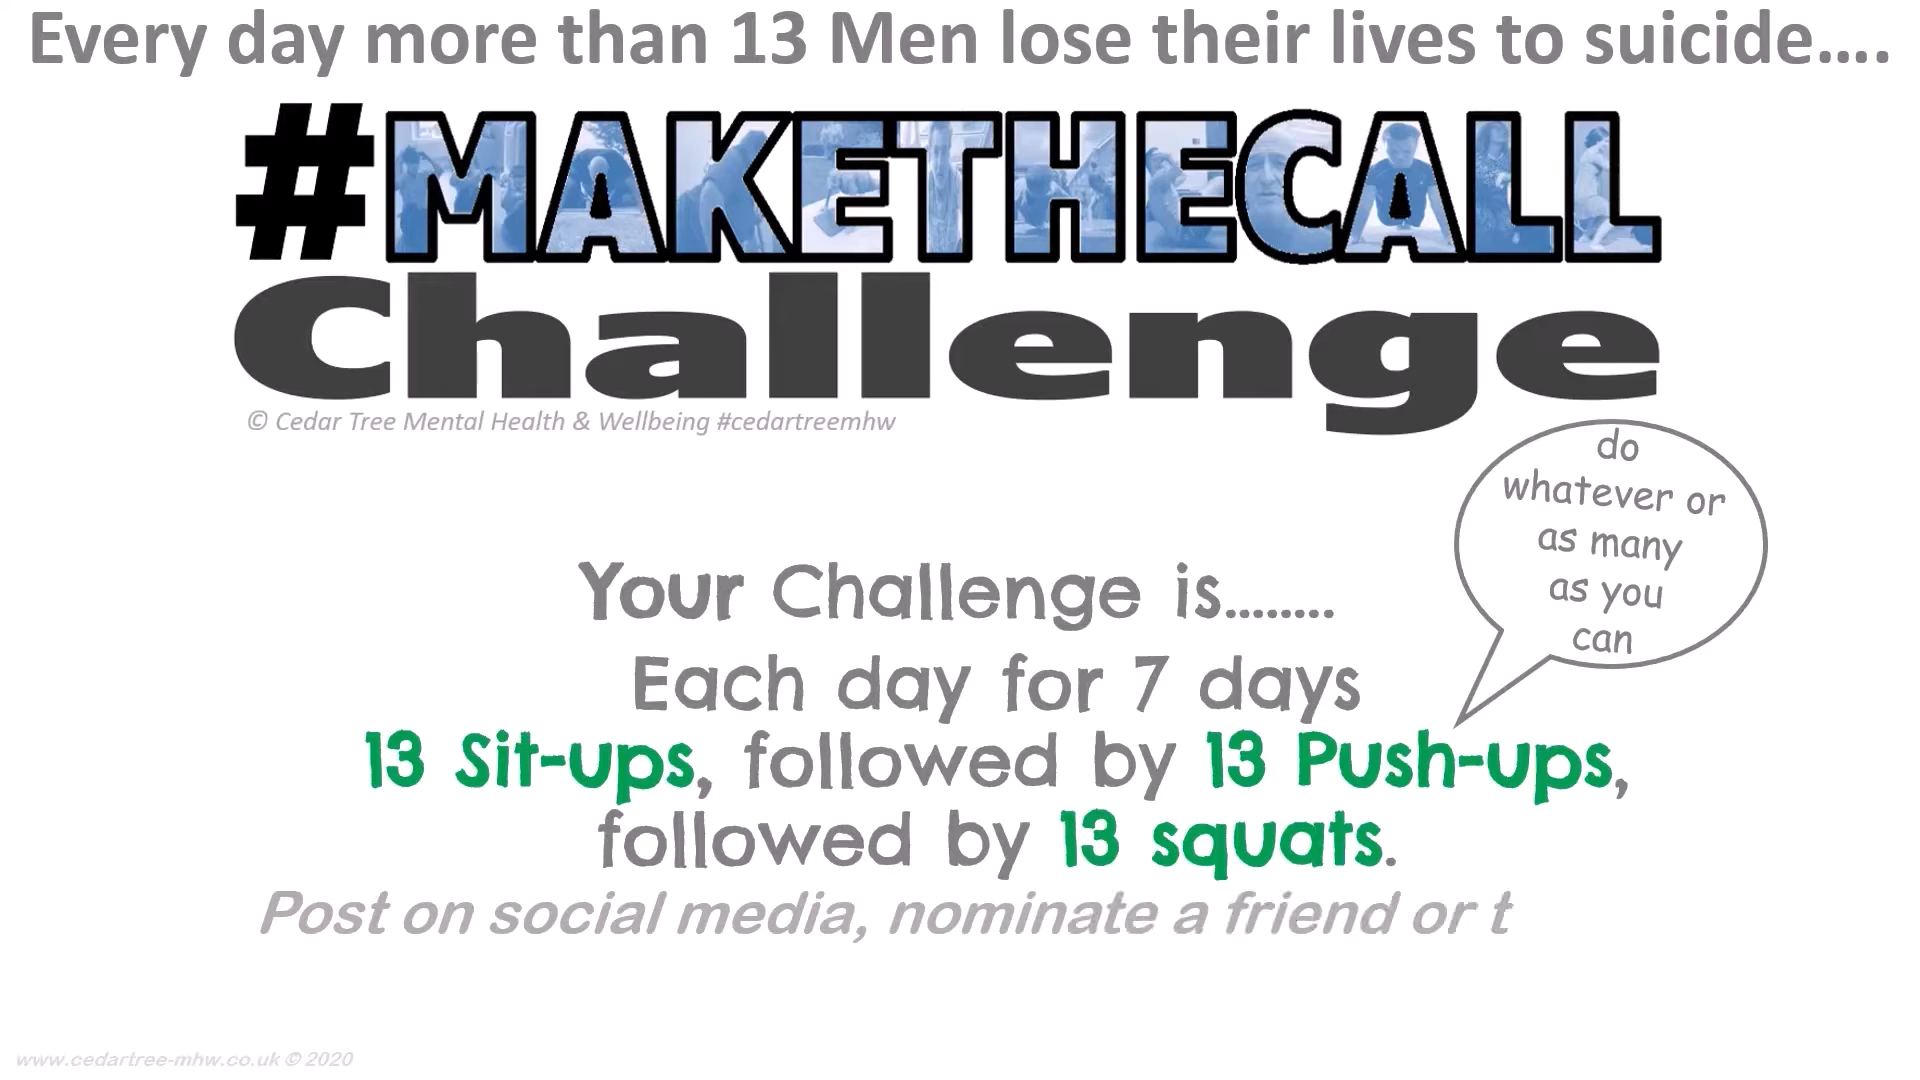 Every day more than 13 Men lose their lives to suicide….
#MAKETHECALL
Challenge
© Cedar Tree Mental Health & Wellbeing #cedartreemhw
do
whatever or
as many
as you
can
Your Challenge is........
Each day for 7 days
13 Sit-ups, followed by 13 Push-ups,
followed by 13 squats.
Post on social media, nominate a friend or t
www.cedartree-mhw.co.uk © 2020